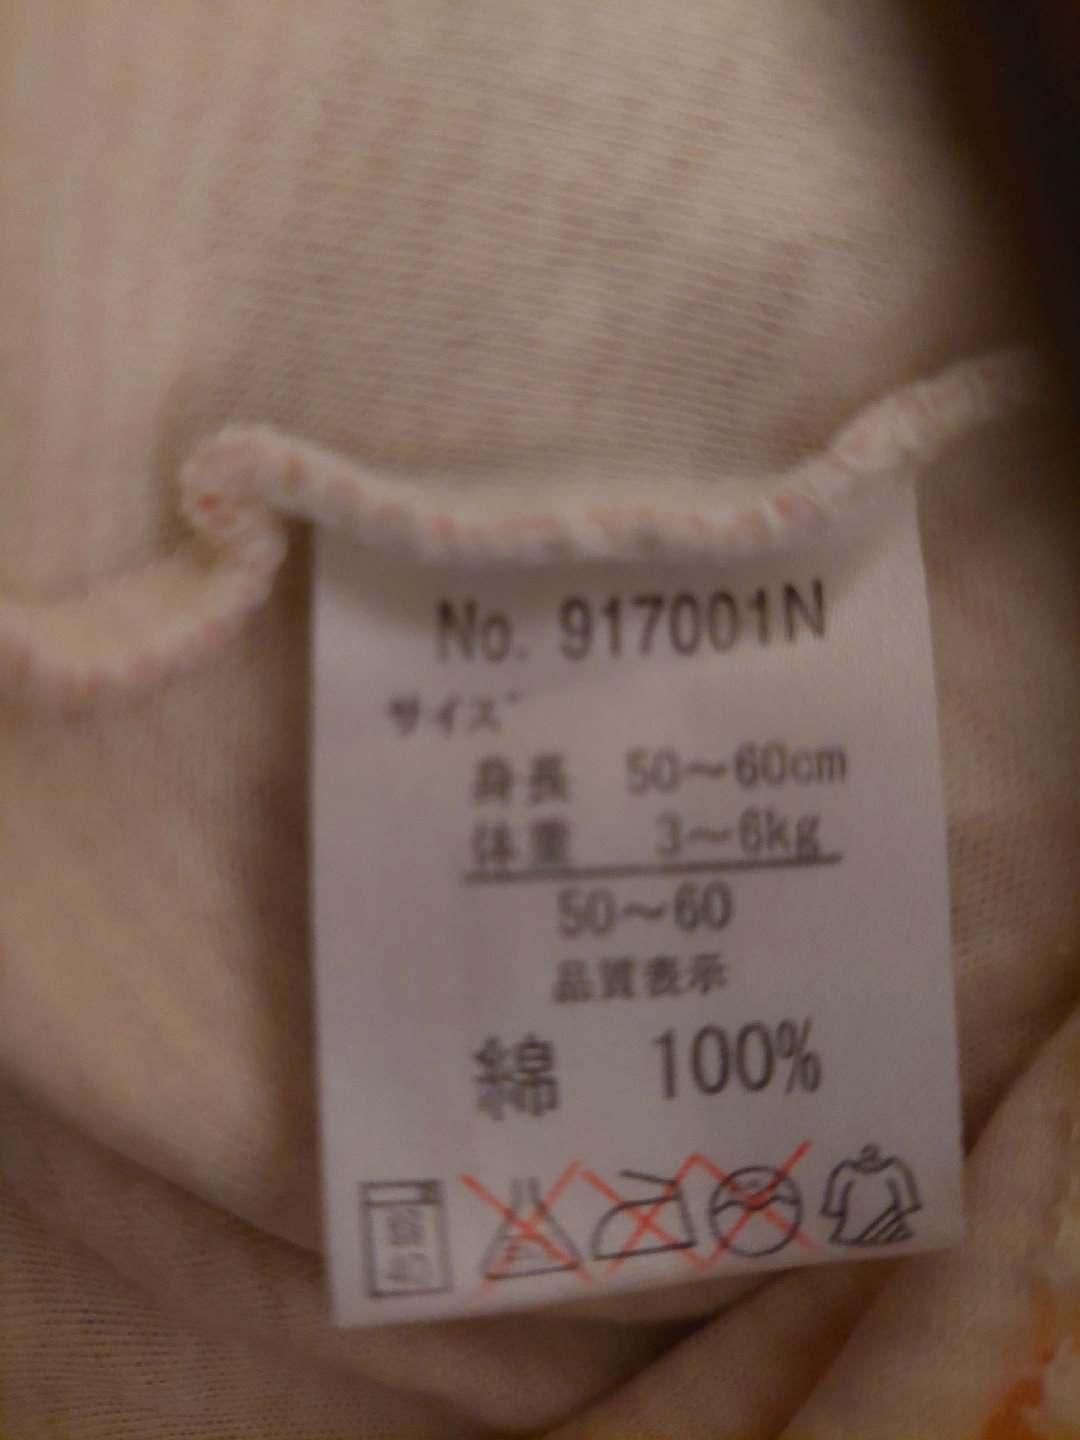 No. 917001N
サイズ
身長 50～60cm
体重 3～6kg
50～60
品質表示
綿 100%